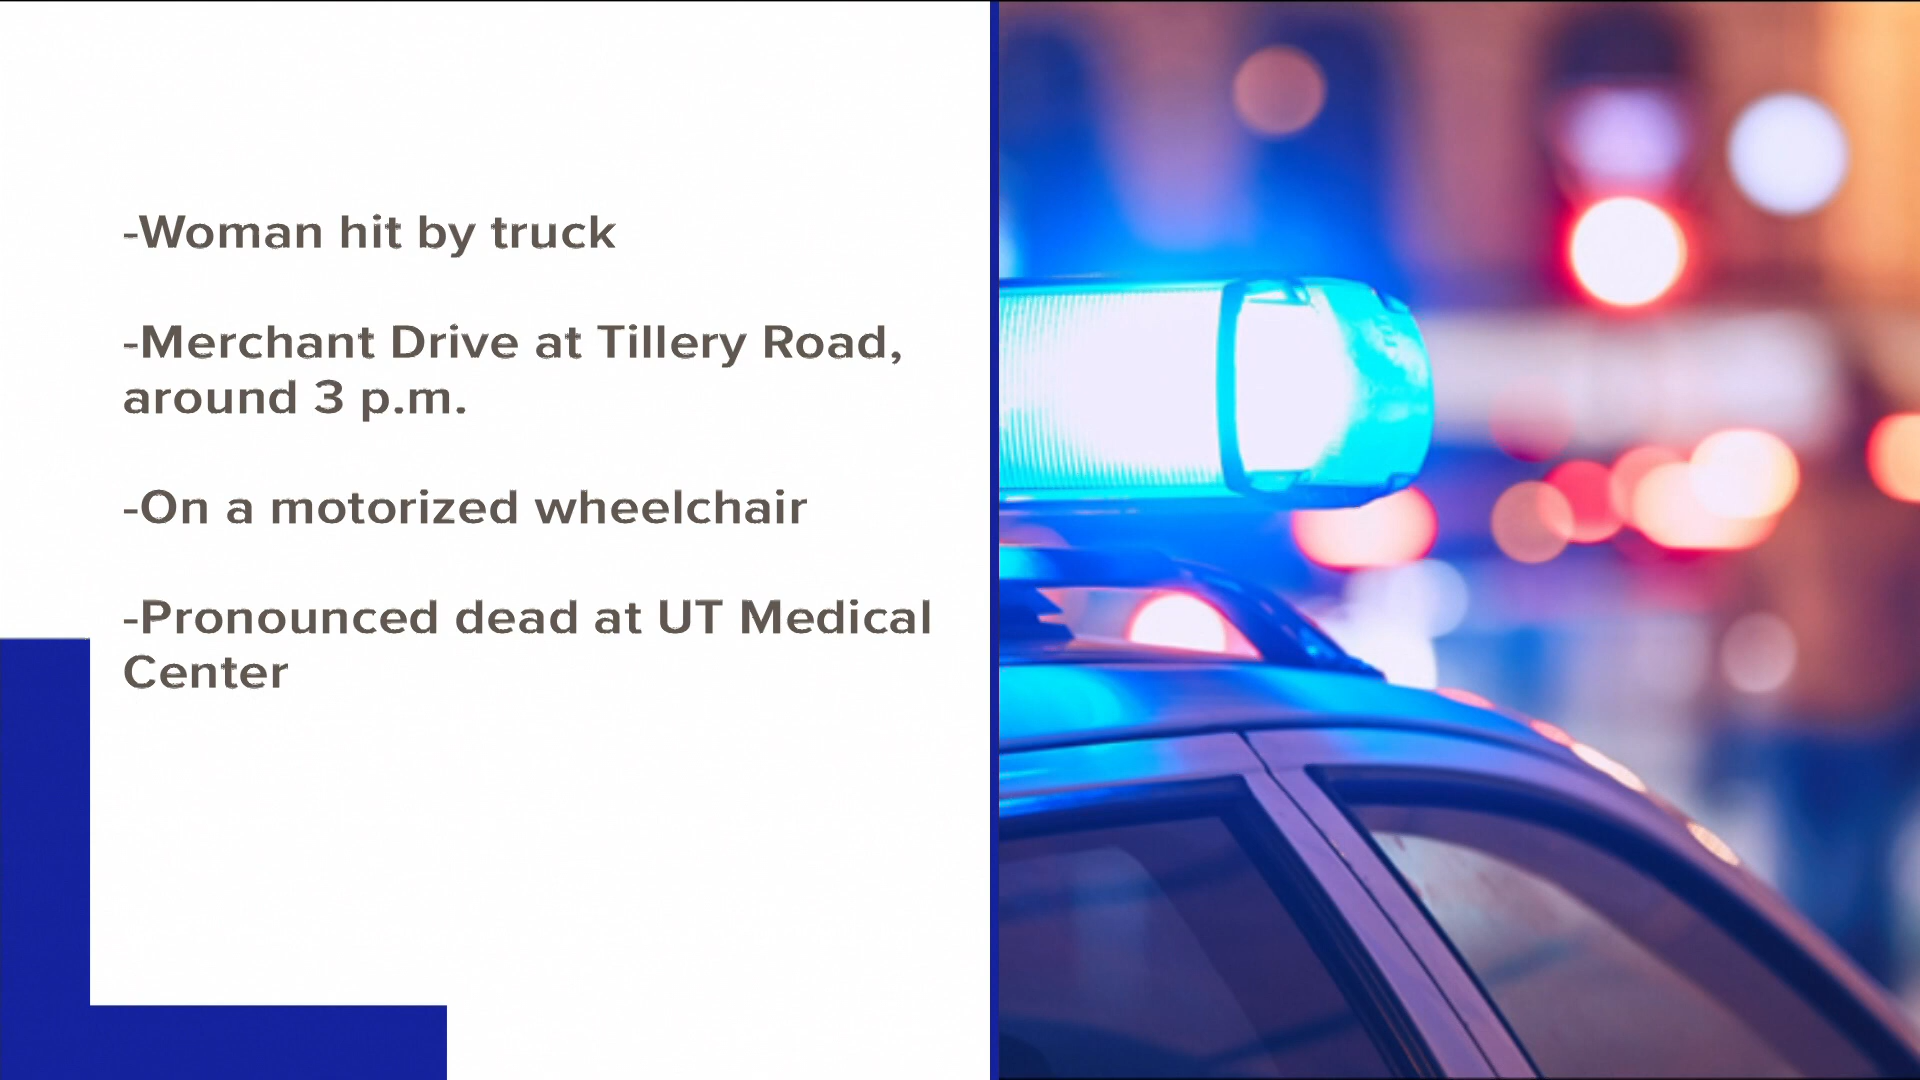 -Woman hit by truck
-Merchant Drive at Tillery Road,
around 3 p.m.
-On a motorized wheelchair
-Pronounced dead at UT Medical
Center